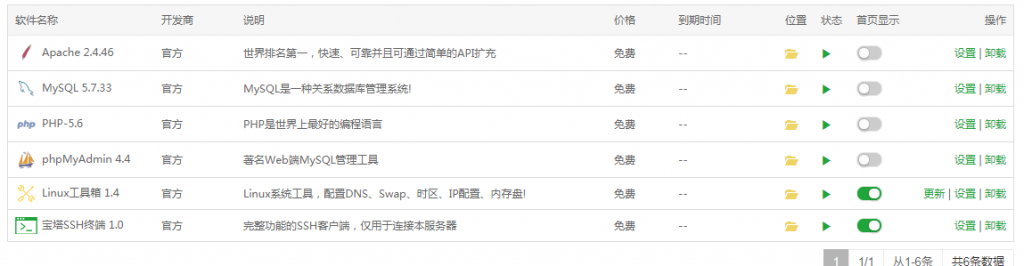 软件名称 开发商 说明 价格 到期时间 位置 状态 首页显示 操作
Apache 2.4.46 官方 世界排名第一，快速、可靠并且可通过简单的API扩充 免费 -- 设置 | 卸载
MySQL 5.7.33 官方 MySQL是一种关系数据库管理系统! 免费 -- 设置 | 卸载
php PHP-5.6 官方 PHP是世界上最好的编程语言 免费 -- 设置 | 卸载
phpMyAdmin 4.4 官方 著名Web端MySQL管理工具 免费 -- 设置 | 卸载
Linux工具箱 1.4 官方 Linux系统工具，配置DNS、Swap、时区、IP配置、内存盘! 免费 -- 更新 | 设置 | 卸载
宝塔SSH终端 1.0 官方 完整功能的SSH客户端，仅用于连接本服务器 免费 -- 设置 | 卸载
1 1/1 从1-6条 共6条数据